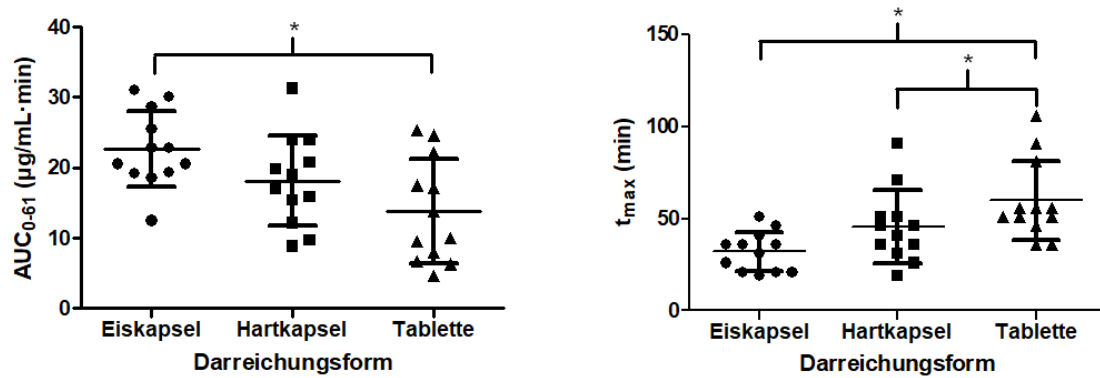 *
40
30
20
10
0
AUC0-61 (µg/mL·min)
Eiskapsel Hartkapsel Tablette
Darreichungsform
*
*
150
100
50
0
tmax (min)
Eiskapsel Hartkapsel Tablette
Darreichungsform